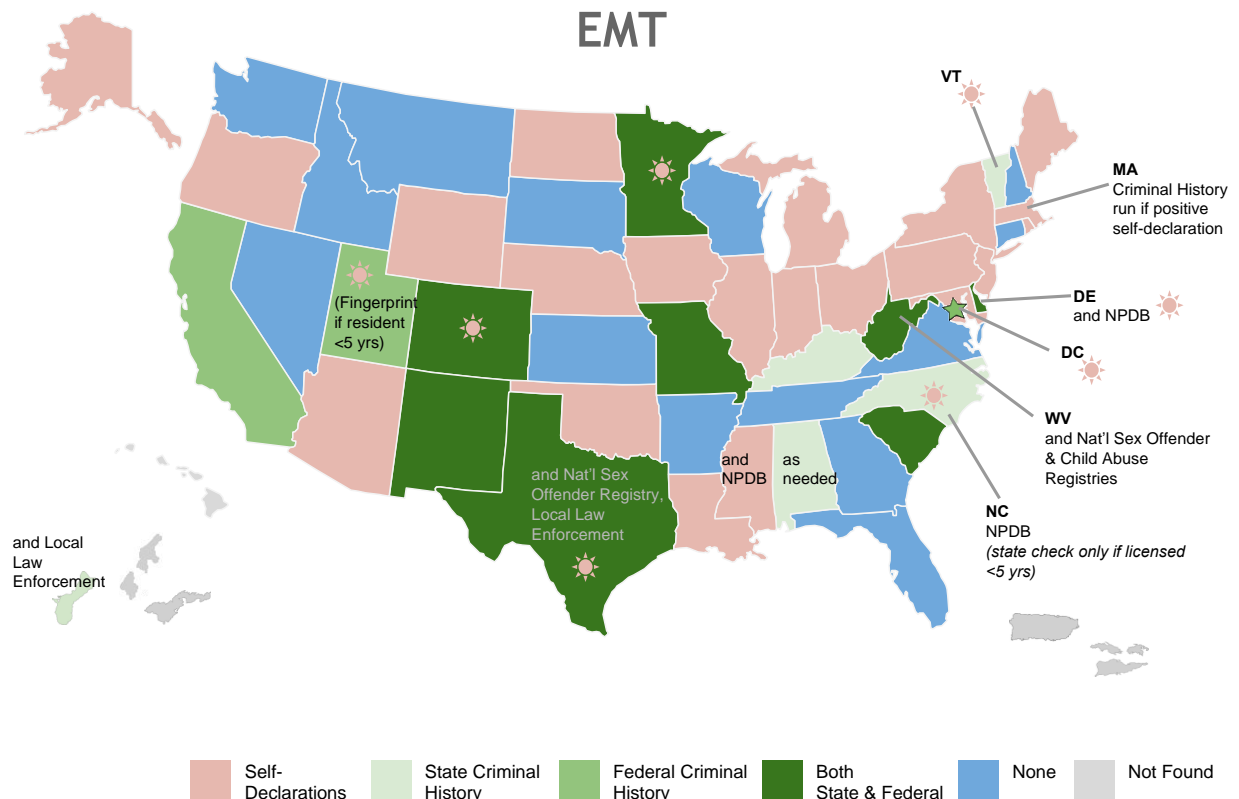 EMT
VT
MA
Criminal History
run if positive
self-declaration
(Fingerprint
if resident
<5 yrs)
DE
and NPDB
DC
WV
and Nat'l Sex Offender
& Child Abuse
Registries
and
NPDB
as
needed
and Nat'l Sex
Offender Registry,
Local Law
Enforcement
NC
NPDB
(state check only if licensed
<5 yrs)
and Local
Law
Enforcement
Self-
Declarations
State Criminal
History
Federal Criminal
History
Both
State & Federal
None
Not Found